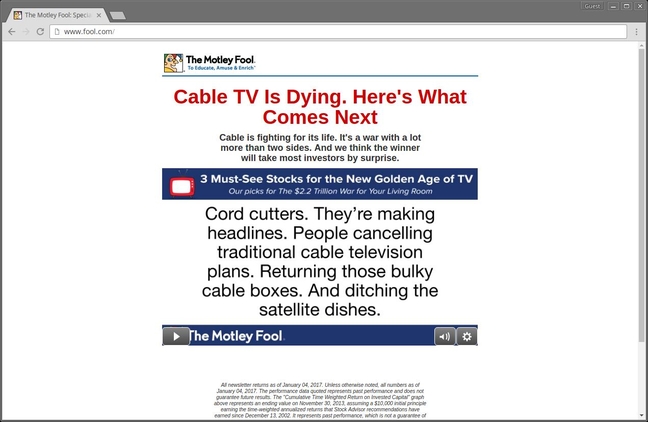 Guest
The Motley Fool: Speci
www.fool.com/
The Motley Fool.
To Educate, Amuse & Enrich
Cable TV Is Dying. Here's What
Comes Next
Cable is fighting for its life. It's a war with a lot
more than two sides. And we think the winner
will take most investors by surprise.
3 Must-See Stocks for the New Golden Age of TV
Our picks for The $2.2 Trillion War for Your Living Room
Cord cutters. They're making
headlines. People cancelling
traditional cable television
plans. Returning those bulky
cable boxes. And ditching the
satellite dishes.
The Motley Fool.
All newsletter returns as of January 04, 2017. Unless otherwise noted, all numbers as of
January 04, 2017. The performance data quoted represents past performance and does not
guarantee future results. The "Cumulative Time Weighted Return on Invested Capital" graph
above represents an ending value on November 30, 2013, assuming a $10,000 initial principle
earning the time-weighted annualized returns that Stock Advisor recommendations have
earned since December 13, 2002. It represents past performance, which is not a guarantee of